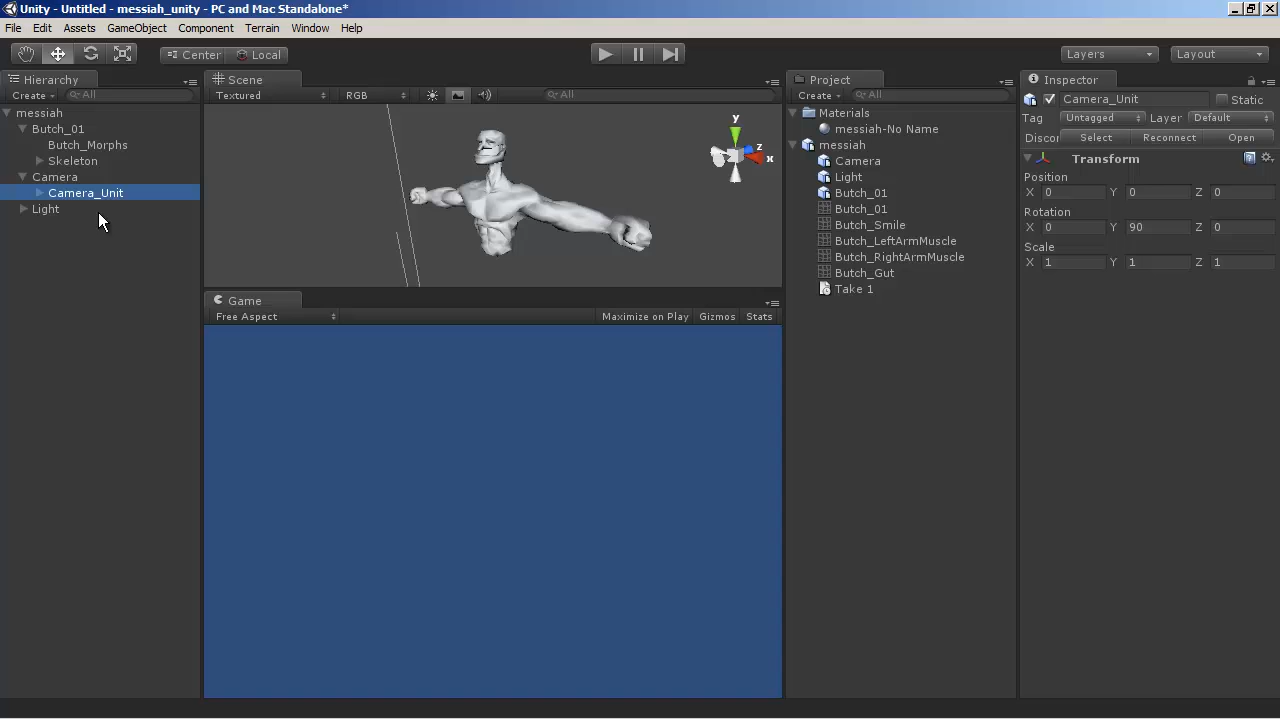 Unity - Untitled - messiah_unity - PC and Mac Standalone*
File Edit Assets GameObject Component Terrain Window Help
Center Local Layers Layout
Hierarchy
Create All
messiah
Butch_01
Butch_Morphs
Skeleton
Camera
Camera_Unit
Light
Scene
Textured RGB All
y
z
x
Game
Free Aspect Maximize on Play Gizmos Stats
Project
Create All
Materials
messiah-No Name
messiah
Camera
Light
Butch_01
Butch_01
Butch_Smile
Butch_LeftArmMuscle
Butch_RightArmMuscle
Butch_Gut
Take 1
Inspector
Camera_Unit Static
Tag Untagged Layer Default
Discor Select Reconnect Open
Transform
Position
X 0 Y 0 Z 0
Rotation
X 0 Y 90 Z 0
Scale
X 1 Y 1 Z 1